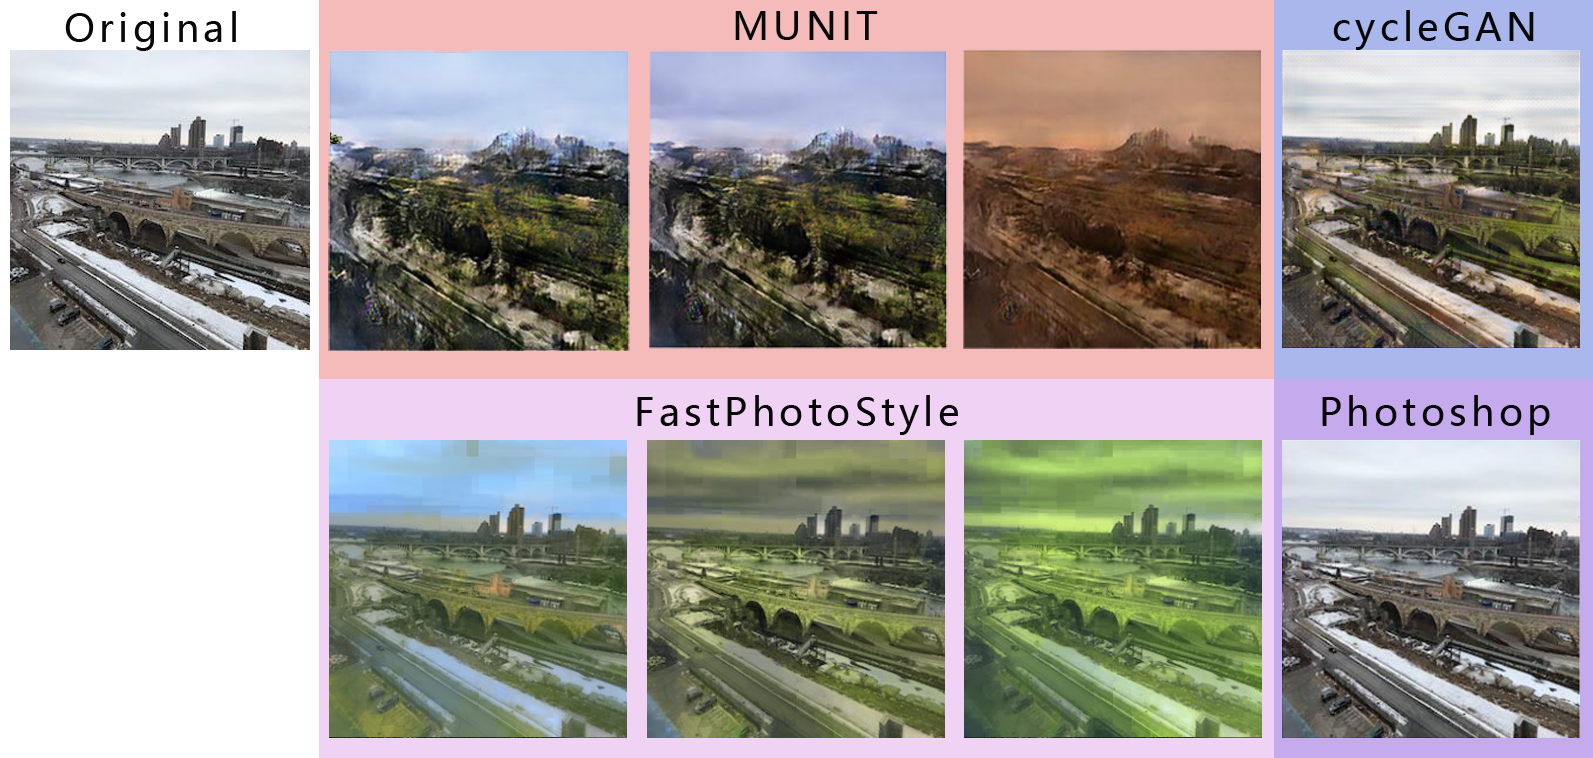 Original
MUNIT
cycleGAN
FastPhotoStyle
Photoshop